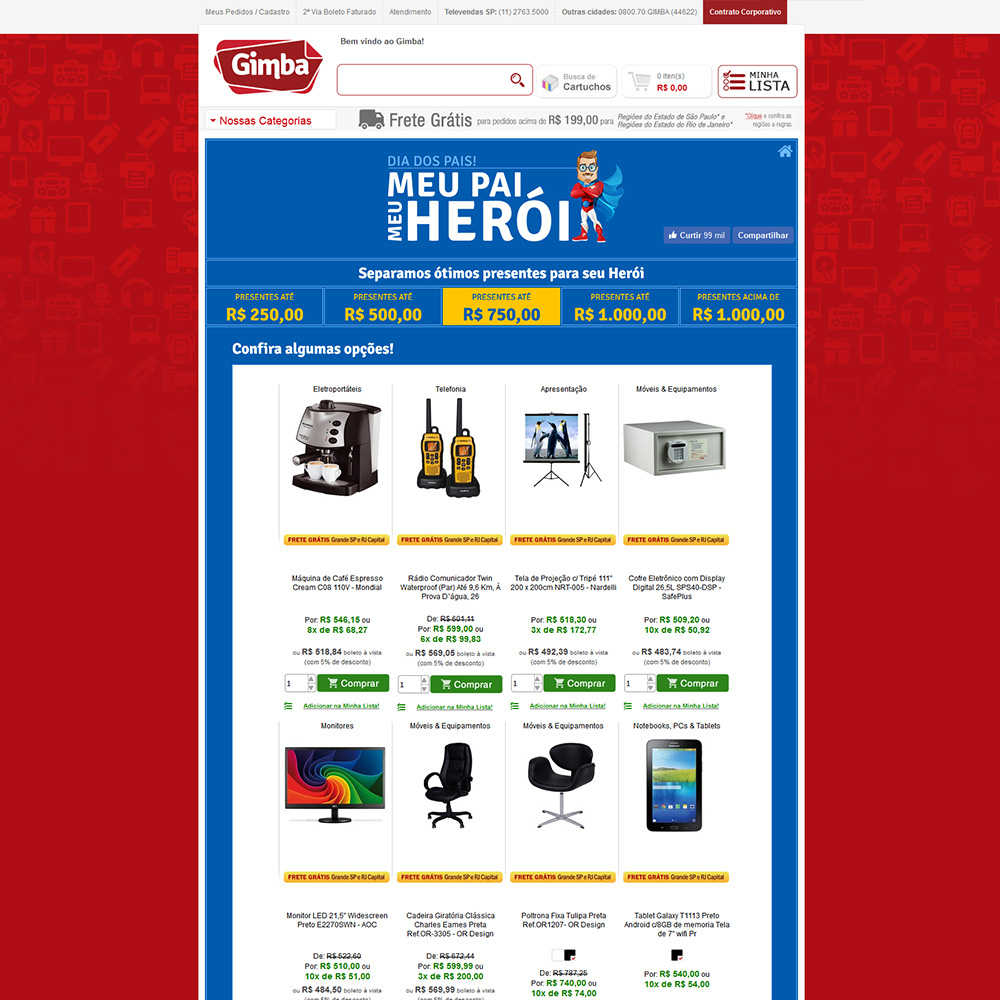 Meus Pedidos / Cadastro
2ª Via Boleto Faturado
Atendimento
Televendas SP: (11) 2763.5000
Outras cidades: 0800.70.GIMBA (44622)
Contrato Corporativo
Gimba
Bem vindo ao Gimba!
Busca de
Cartuchos
0 iten(s)
R$ 0,00
MINHA
LISTA
Nossas Categorias
Frete Grátis para pedidos acima de R$ 199,00 para
Regiões do Estado de São Paulo* e
Regiões do Estado do Rio de Janeiro*
*Clique e confira as
regiões e regras
DIA DOS PAIS!
MEU PAI
MEU HERÓI
Curtir 99 mil
Compartilhar
Separamos ótimos presentes para seu Herói
PRESENTES ATÉ
R$ 250,00
PRESENTES ATÉ
R$ 500,00
PRESENTES ATÉ
R$ 750,00
PRESENTES ATÉ
R$ 1.000,00
PRESENTES ACIMA DE
R$ 1.000,00
Confira algumas opções!
Eletroportáteis
FRETE GRÁTIS Grande SP e RJ Capital
Máquina de Café Espresso
Cream C08 110V - Mondial
Por: R$ 546,15 ou
8x de R$ 68,27
ou R$ 518,84 boleto à vista
(com 5% de desconto)
1
Comprar
Adicionar na Minha Lista!
Telefonia
FRETE GRÁTIS Grande SP e RJ Capital
Rádio Comunicador Twin
Waterproof (Par) Até 9,6 Km, Á
Prova D´água, 26
De: R$ 601,11
Por: R$ 599,00 ou
6x de R$ 99,83
ou R$ 569,05 boleto à vista
(com 5% de desconto)
1
Comprar
Adicionar na Minha Lista!
Apresentação
FRETE GRÁTIS Grande SP e RJ Capital
Tela de Projeção c/ Tripé 111"
200 x 200cm NRT-005 - Nardelli
Por: R$ 518,30 ou
3x de R$ 172,77
ou R$ 492,39 boleto à vista
(com 5% de desconto)
1
Comprar
Adicionar na Minha Lista!
Móveis & Equipamentos
FRETE GRÁTIS Grande SP e RJ Capital
Cofre Eletrônico com Display
Digital 26,5L SPS40-DSP -
SafePlus
Por: R$ 509,20 ou
10x de R$ 50,92
ou R$ 483,74 boleto à vista
(com 5% de desconto)
1
Comprar
Adicionar na Minha Lista!
Monitores
FRETE GRÁTIS Grande SP e RJ Capital
Monitor LED 21,5" Widescreen
Preto E2270SWN - AOC
De: R$ 522,60
Por: R$ 510,00 ou
10x de R$ 51,00
ou R$ 484,50 boleto à vista
(com 5% de desconto)
Móveis & Equipamentos
FRETE GRÁTIS Grande SP e RJ Capital
Cadeira Giratória Clássica
Charles Eames Preta
Ref.OR-3305 - OR Design
De: R$ 672,44
Por: R$ 599,99 ou
3x de R$ 200,00
ou R$ 569,99 boleto à vista
(com 5% de desconto)
Móveis & Equipamentos
FRETE GRÁTIS Grande SP e RJ Capital
Poltrona Fixa Tulipa Preta
Ref.OR1207- OR Design
De: R$ 787,25
Por: R$ 740,00 ou
10x de R$ 74,00
Notebooks, PCs & Tablets
FRETE GRÁTIS Grande SP e RJ Capital
Tablet Galaxy T1113 Preto
Android c/8GB de memoria Tela
de 7" wifi Pr
Por: R$ 540,00 ou
10x de R$ 54,00